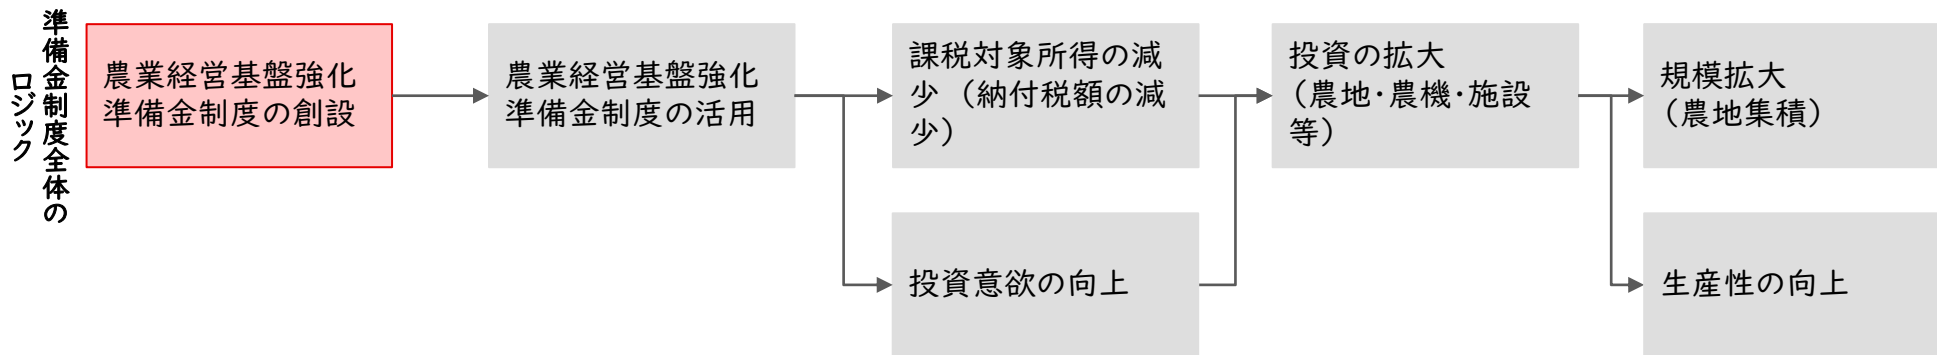 準備金制度全体の
ロジック
農業経営基盤強化
準備金制度の創設
農業経営基盤強化
準備金制度の活用
課税対象所得の減
少（納付税額の減
少）
投資意欲の向上
投資の拡大
（農地・農機・施設
等）
規模拡大
（農地集積）
生産性の向上